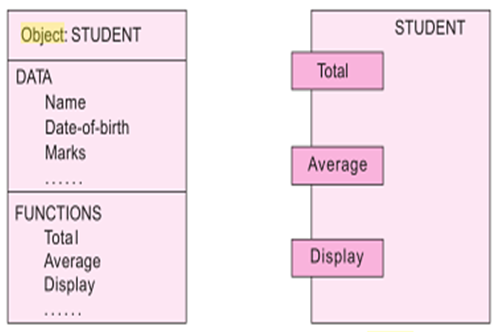 Object: STUDENT
DATA
Name
Date-of-birth
Marks
......
FUNCTIONS
Total
Average
Display
......
STUDENT
Total
Average
Display